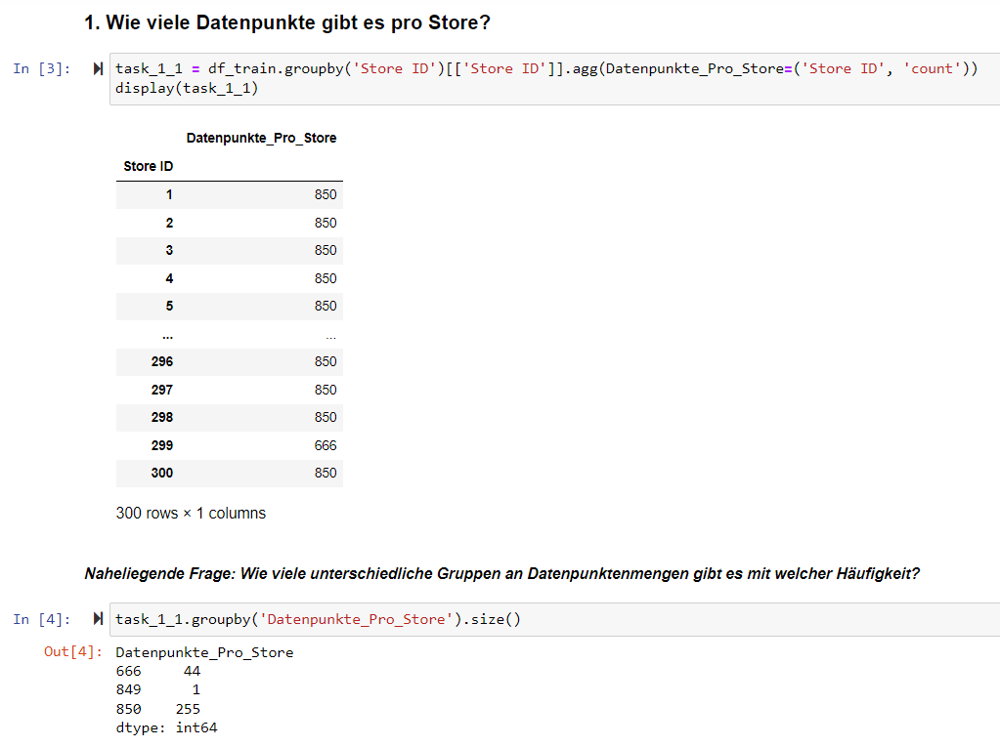 1. Wie viele Datenpunkte gibt es pro Store?
In [3]:
task_1_1 = df_train.groupby('Store ID')[['Store ID']].agg(Datenpunkte_Pro_Store=('Store ID', 'count'))
display(task_1_1)
Datenpunkte_Pro_Store
Store ID
1 850
2 850
3 850
4 850
5 850
... ...
296 850
297 850
298 850
299 666
300 850
300 rows × 1 columns
Naheliegende Frage: Wie viele unterschiedliche Gruppen an Datenpunktenmengen gibt es mit welcher Häufigkeit?
In [4]:
task_1_1.groupby('Datenpunkte_Pro_Store').size()
Out[4]:
Datenpunkte_Pro_Store
666 44
849 1
850 255
dtype: int64